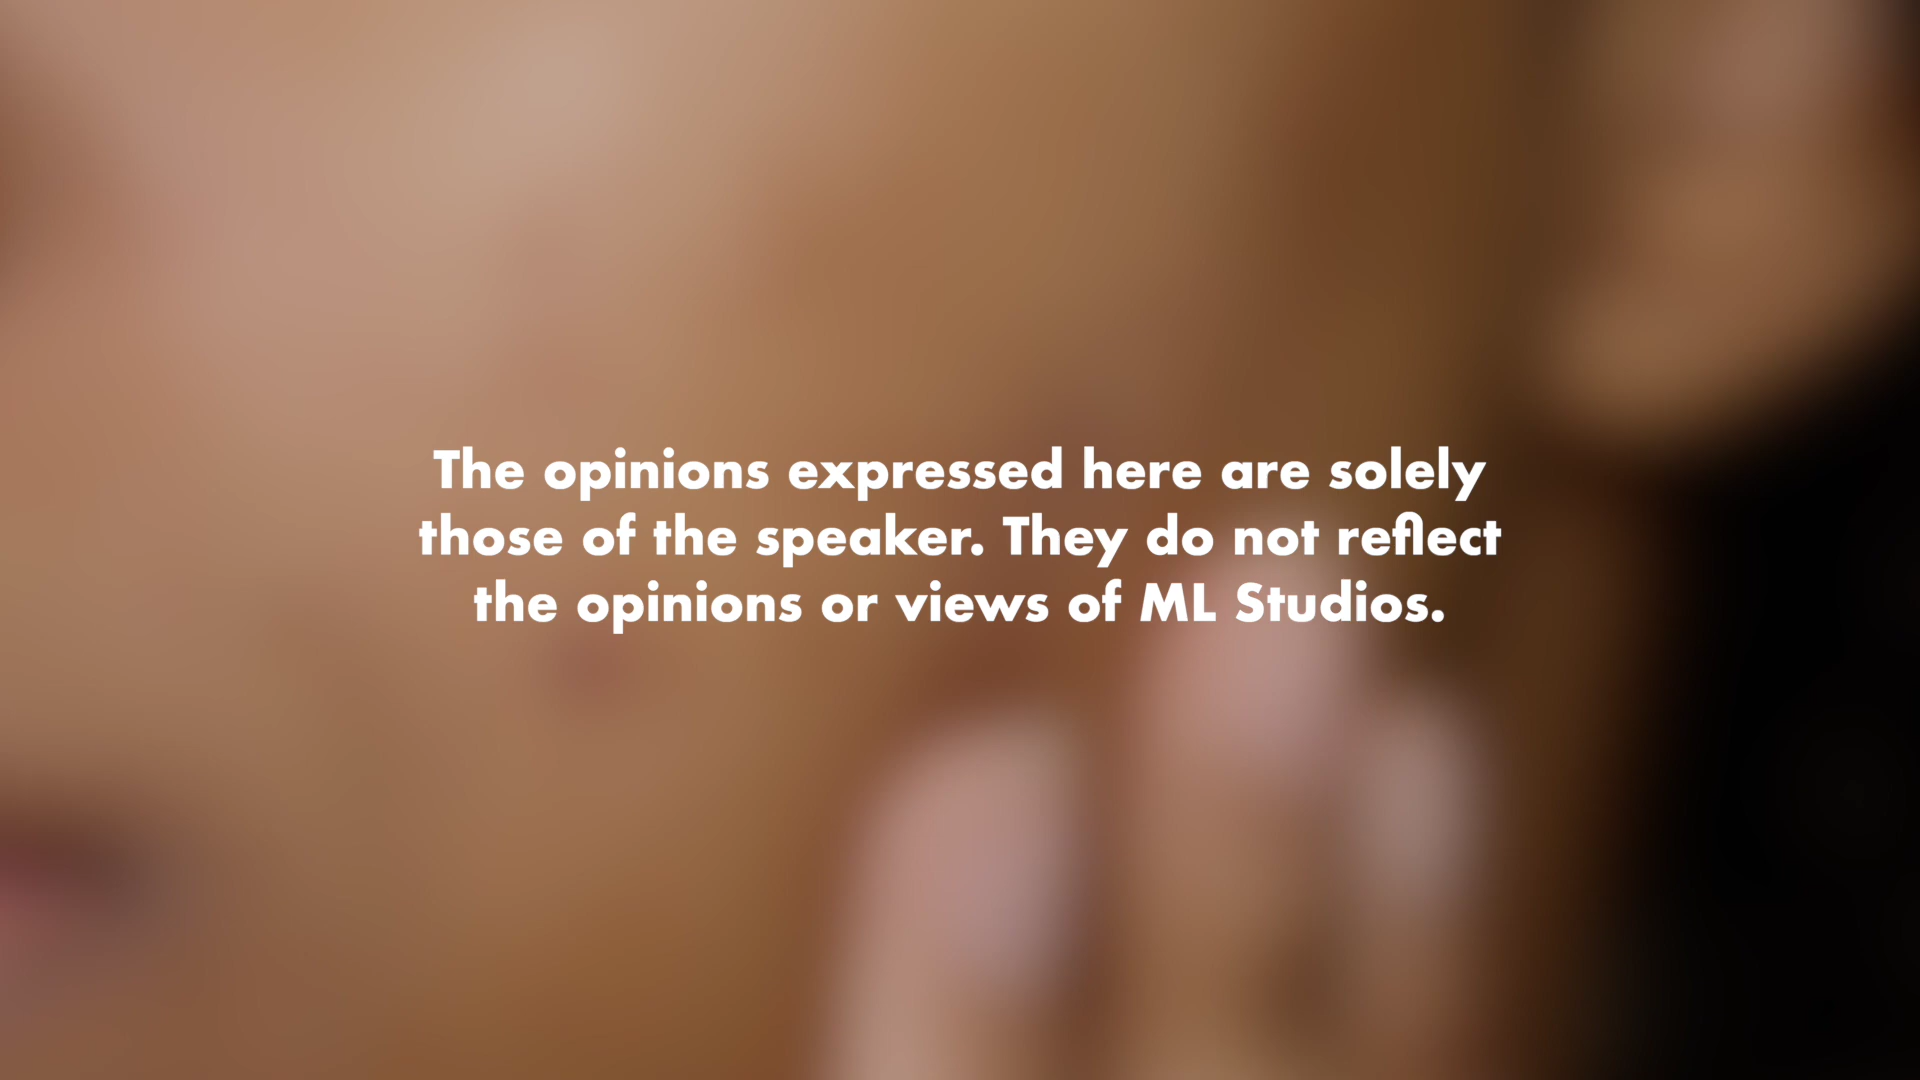 The opinions expressed here are solely
those of the speaker. They do not reflect
the opinions or views of ML Studios.